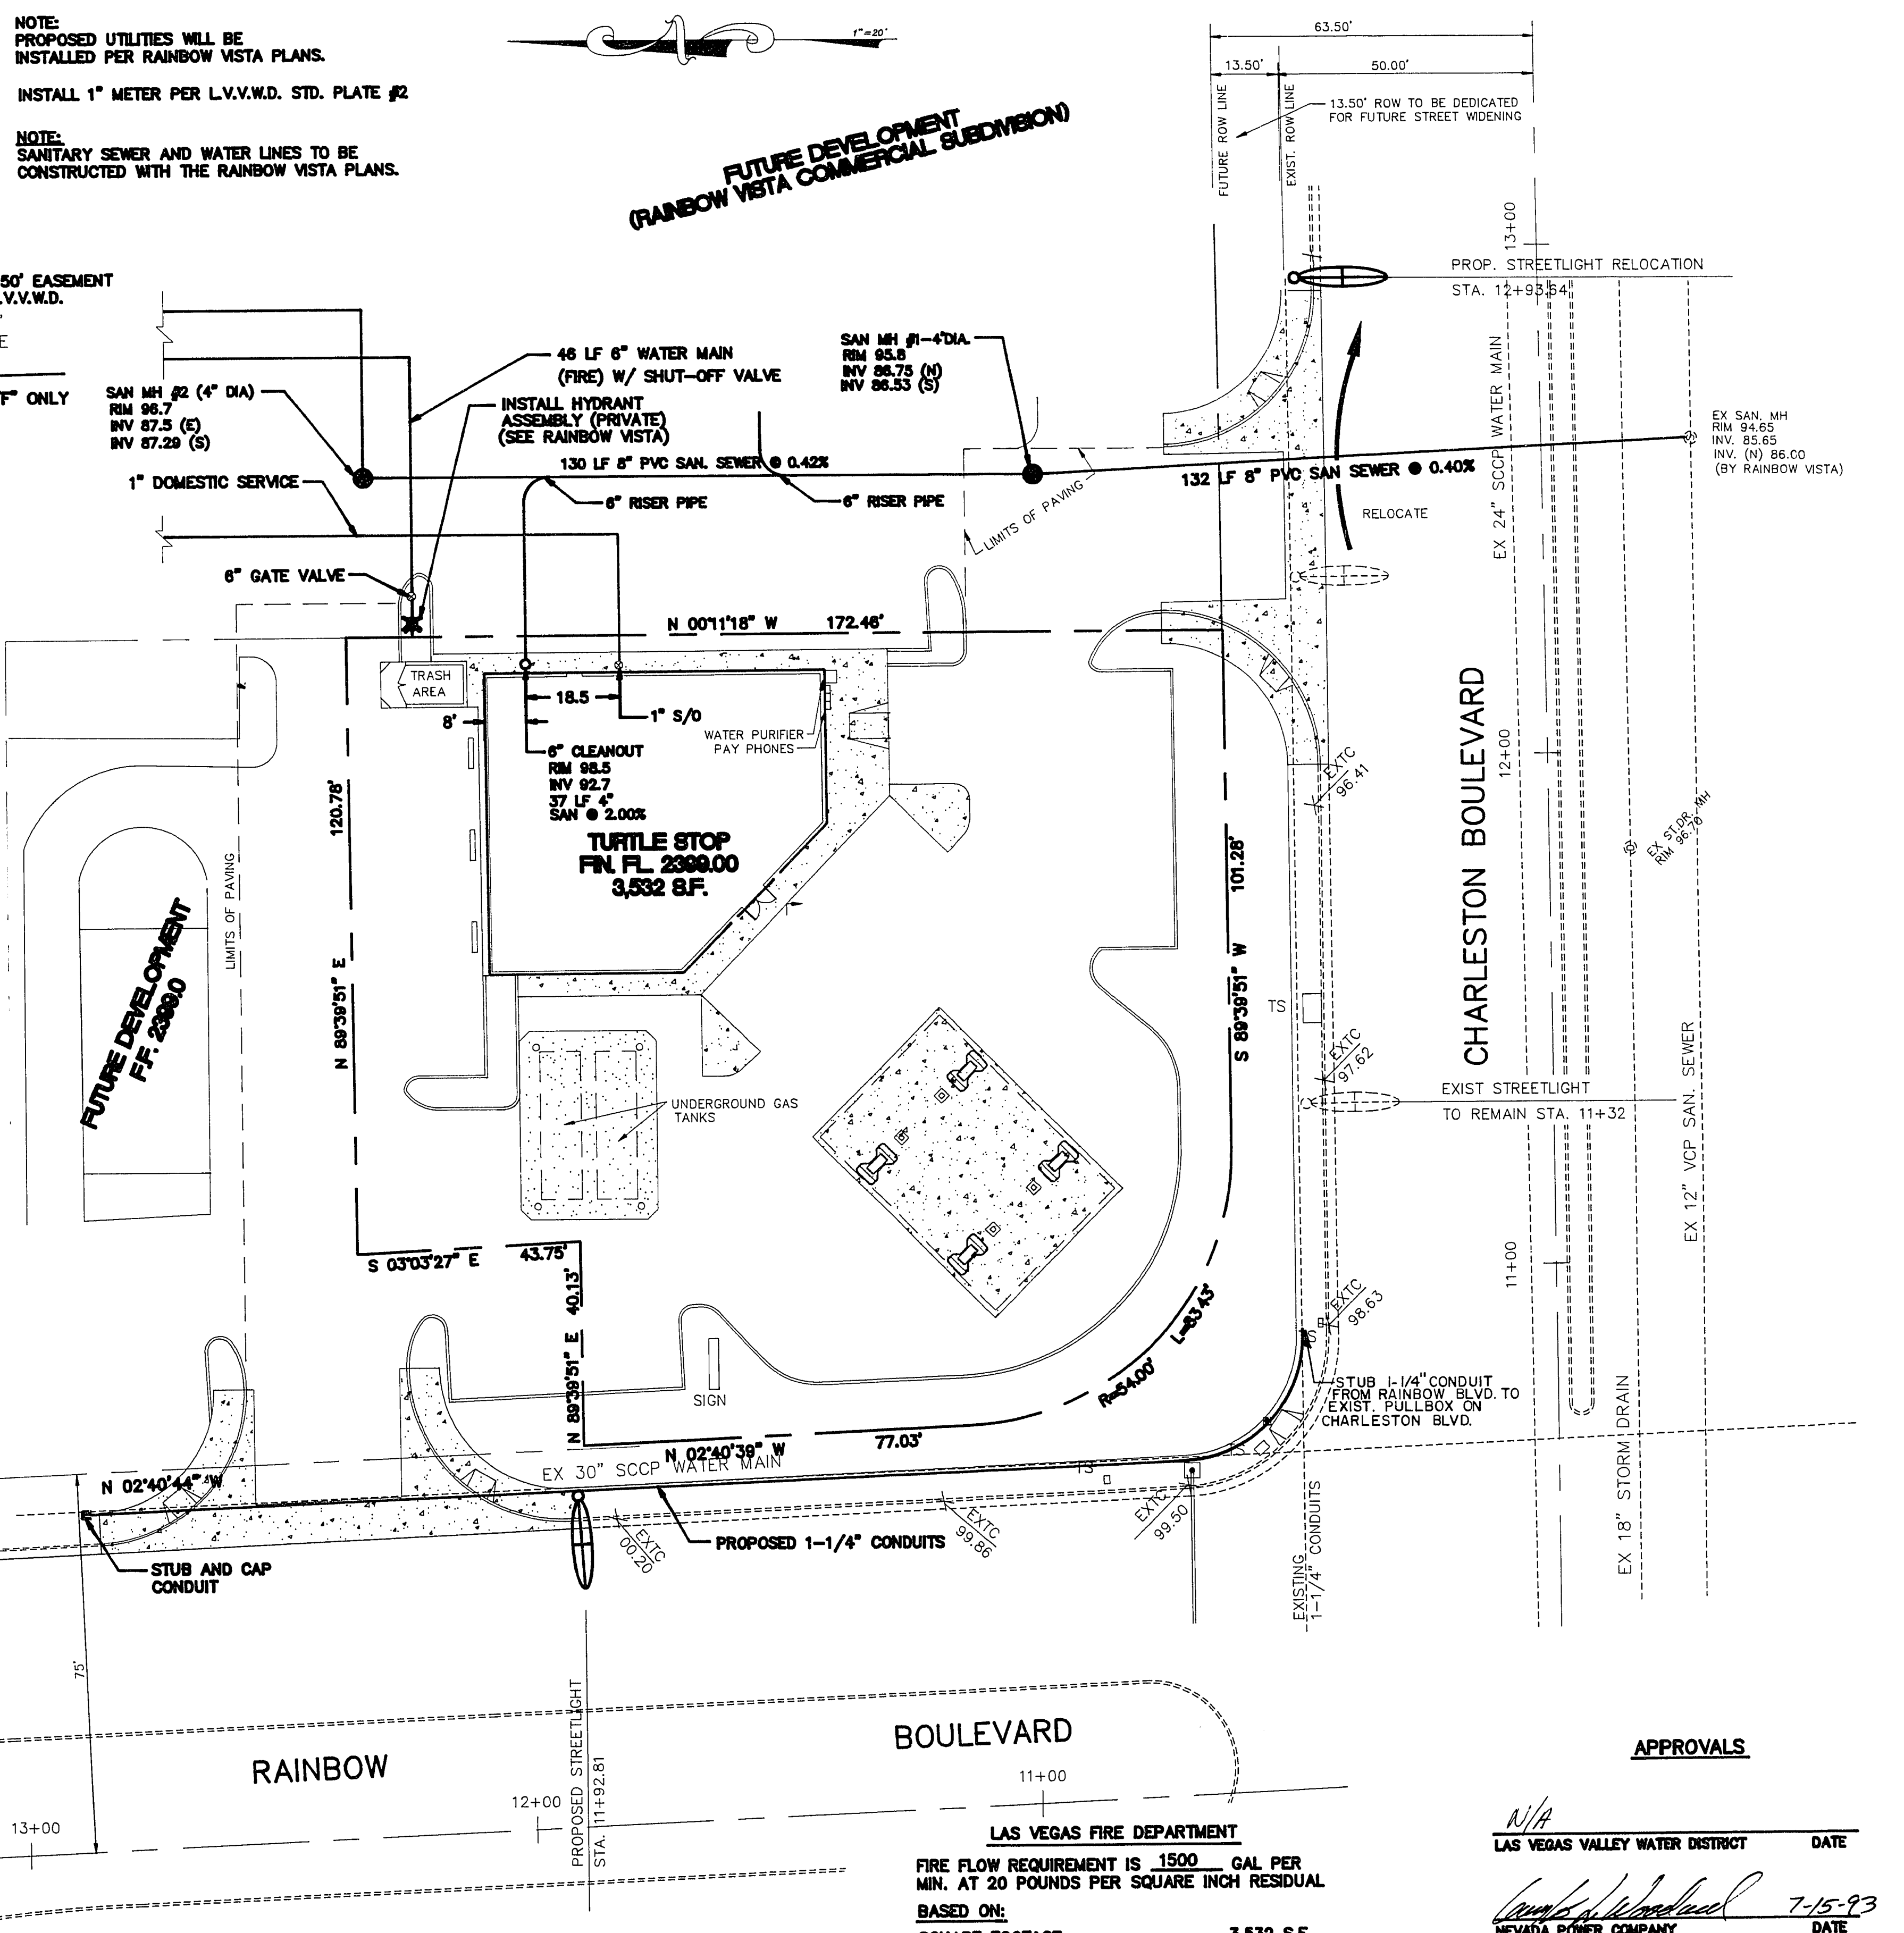 NOTE:
PROPOSED UTILITIES WILL BE
INSTALLED PER RAINBOW VISTA PLANS.
INSTALL 1" METER PER L.V.V.W.D. STD. PLATE #2
NOTE:
SANITARY SEWER AND WATER LINES TO BE
CONSTRUCTED WITH THE RAINBOW VISTA PLANS.
1"=20'
63.50'
13.50'
50.00'
FUTURE ROW LINE
EXIST. ROW LINE
13.50' ROW TO BE DEDICATED
FOR FUTURE STREET WIDENING
FUTURE DEVELOPMENT
(RAINBOW VISTA COMMERCIAL SUBDIVISION)
50' EASEMENT
.V.V.W.D.
E
F" ONLY
13+00
PROP. STREETLIGHT RELOCATION
STA. 12+93.64
SAN MH #2 (4" DIA)
RIM 96.7
INV 87.5 (E)
INV 87.29 (S)
46 LF 6" WATER MAIN
(FIRE) W/ SHUT-OFF VALVE
INSTALL HYDRANT
ASSEMBLY (PRIVATE)
(SEE RAINBOW VISTA)
SAN MH #1-4'DIA.
RIM 95.8
INV 86.75 (N)
INV 86.53 (S)
EX 24" SCCP WATER MAIN
EX SAN. MH
RIM 94.65
INV. 85.65
INV. (N) 86.00
(BY RAINBOW VISTA)
130 LF 8" PVC SAN. SEWER @ 0.42%
132 LF 8" PVC SAN SEWER @ 0.40%
1" DOMESTIC SERVICE
6" RISER PIPE
6" RISER PIPE
LIMITS OF PAVING
RELOCATE
6" GATE VALVE
N 00°11'18" W 172.46'
TRASH
AREA
18.5
8'
1" S/O
WATER PURIFIER
PAY PHONES
6" CLEANOUT
RIM 98.5
INV 92.7
37 LF 4"
SAN @ 2.00%
TURTLE STOP
FIN. FL. 2399.00
3,532 S.F.
120.78'
N 89°39'51" E
LIMITS OF PAVING
FUTURE DEVELOPMENT
F.F. 2399.0
101.28'
S 89°39'51" W
EXTC
96.41
12+00
CHARLESTON BOULEVARD
EX ST.DR. MH
RIM 96.70
TS
EXTC
97.62
EXIST STREETLIGHT
TO REMAIN STA. 11+32
EX 12" VCP SAN. SEWER
UNDERGROUND GAS
TANKS
S 03°03'27" E
43.75'
N 89°39'51" E 40.13'
11+00
L=83.43'
R=54.00'
EXTC
98.63
TS
STUB 1-1/4" CONDUIT
FROM RAINBOW BLVD. TO
EXIST. PULLBOX ON
CHARLESTON BLVD.
SIGN
N 02°40'39" W
77.03'
EX 30" SCCP WATER MAIN
N 02°40'44" W
TS
TS
EXTC
00.20
EXTC
99.86
EXTC
99.50
PROPOSED 1-1/4" CONDUITS
STUB AND CAP
CONDUIT
EXISTING
1-1/4" CONDUITS
EX 18" STORM DRAIN
75'
PROPOSED STREETLIGHT
STA. 11+92.81
RAINBOW
BOULEVARD
13+00
12+00
11+00
LAS VEGAS FIRE DEPARTMENT
FIRE FLOW REQUIREMENT IS 1500 GAL PER
MIN. AT 20 POUNDS PER SQUARE INCH RESIDUAL
BASED ON:
SQUARE FOOTAGE 3,532 S.F.
APPROVALS
N/A
LAS VEGAS VALLEY WATER DISTRICT DATE
7-15-93
NEVADA POWER COMPANY DATE